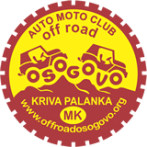 AUTO MOTO CLUB
off road
OSOGOVO
KRIVA PALANKA
MK
www.offroadosogovo.org